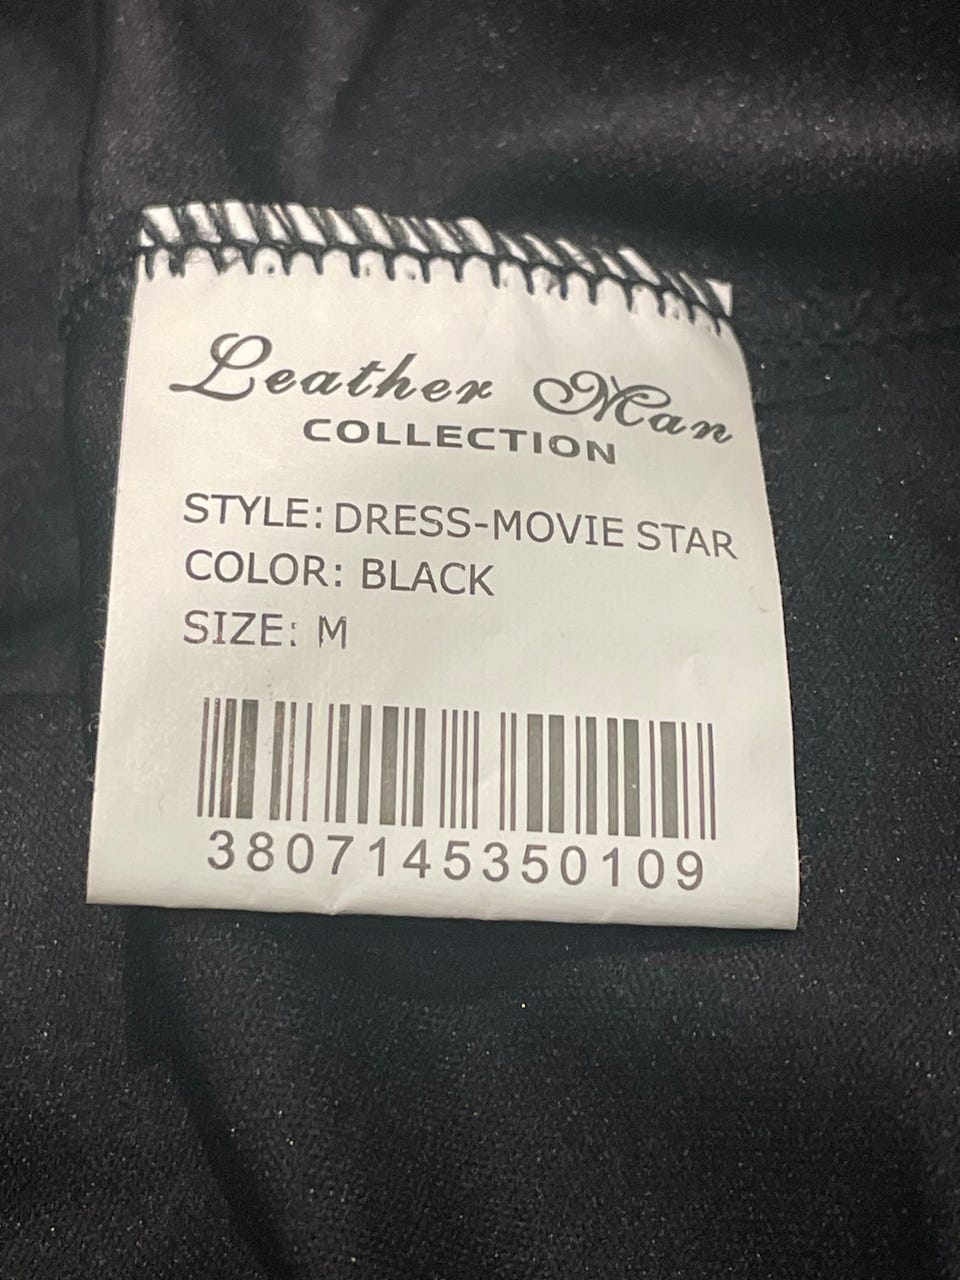 Leather Man
COLLECTION
STYLE: DRESS-MOVIE STAR
COLOR: BLACK
SIZE: M
3807145350109